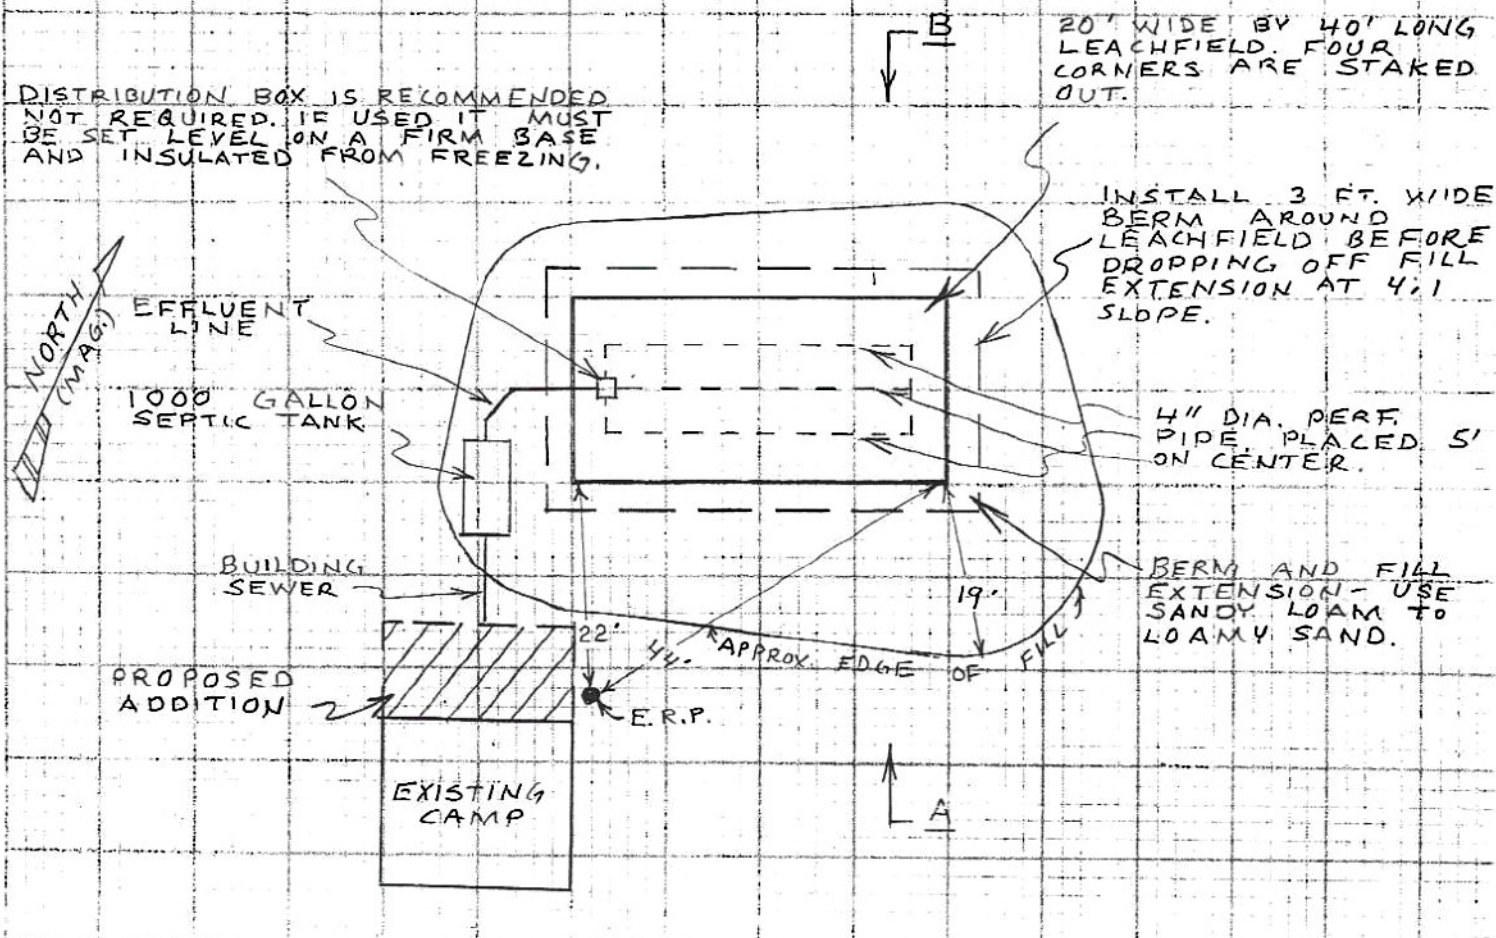 B
20' WIDE BY 40' LONG
LEACHFIELD. FOUR
CORNERS ARE STAKED
OUT.
DISTRIBUTION BOX IS RECOMMENDED
NOT REQUIRED. IF USED IT MUST
BE SET LEVEL ON A FIRM BASE
AND INSULATED FROM FREEZING.
INSTALL 3 FT. WIDE
BERM AROUND
LEACHFIELD BEFORE
DROPPING OFF FILL
EXTENSION AT 4:1
SLOPE.
NORTH
(MAG.)
EFFLUENT
LINE
1000 GALLON
SEPTIC TANK
4" DIA. PERF.
PIPE PLACED 5'
ON CENTER.
BUILDING
SEWER
BERM AND FILL
EXTENSION - USE
SANDY LOAM TO
LOAMY SAND.
19'
22'
44'
APPROX. EDGE OF FILL
PROPOSED
ADDITION
E.R.P.
EXISTING
CAMP
A